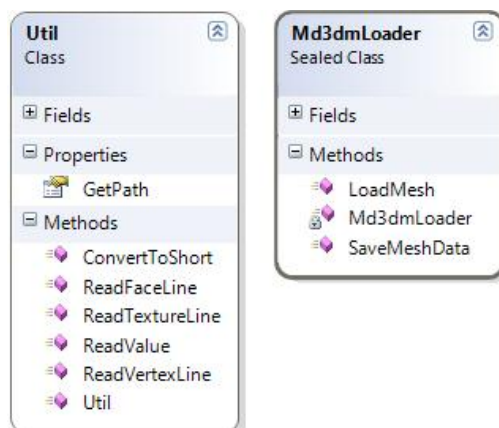 Util
Class
Fields
Properties
GetPath
Methods
ConvertToShort
ReadFaceLine
ReadTextureLine
ReadValue
ReadVertexLine
Util
Md3dmLoader
Sealed Class
Fields
Methods
LoadMesh
Md3dmLoader
SaveMeshData